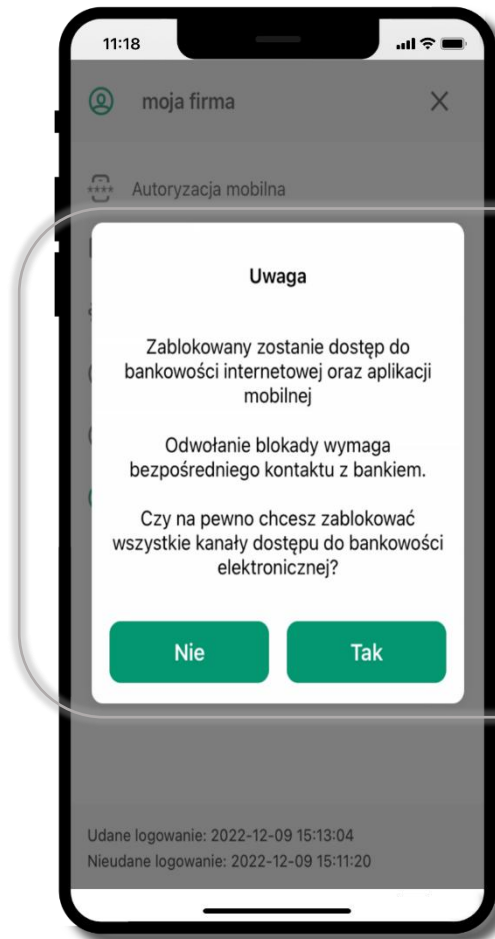 11:18
moja firma
Autoryzacja mobilna
Uwaga
Zablokowany zostanie dostęp do
bankowości internetowej oraz aplikacji
mobilnej
Odwołanie blokady wymaga
bezpośredniego kontaktu z bankiem.
Czy na pewno chcesz zablokować
wszystkie kanały dostępu do bankowości
elektronicznej?
Nie Tak
Udane logowanie: 2022-12-09 15:13:04
Nieudane logowanie: 2022-12-09 15:11:20